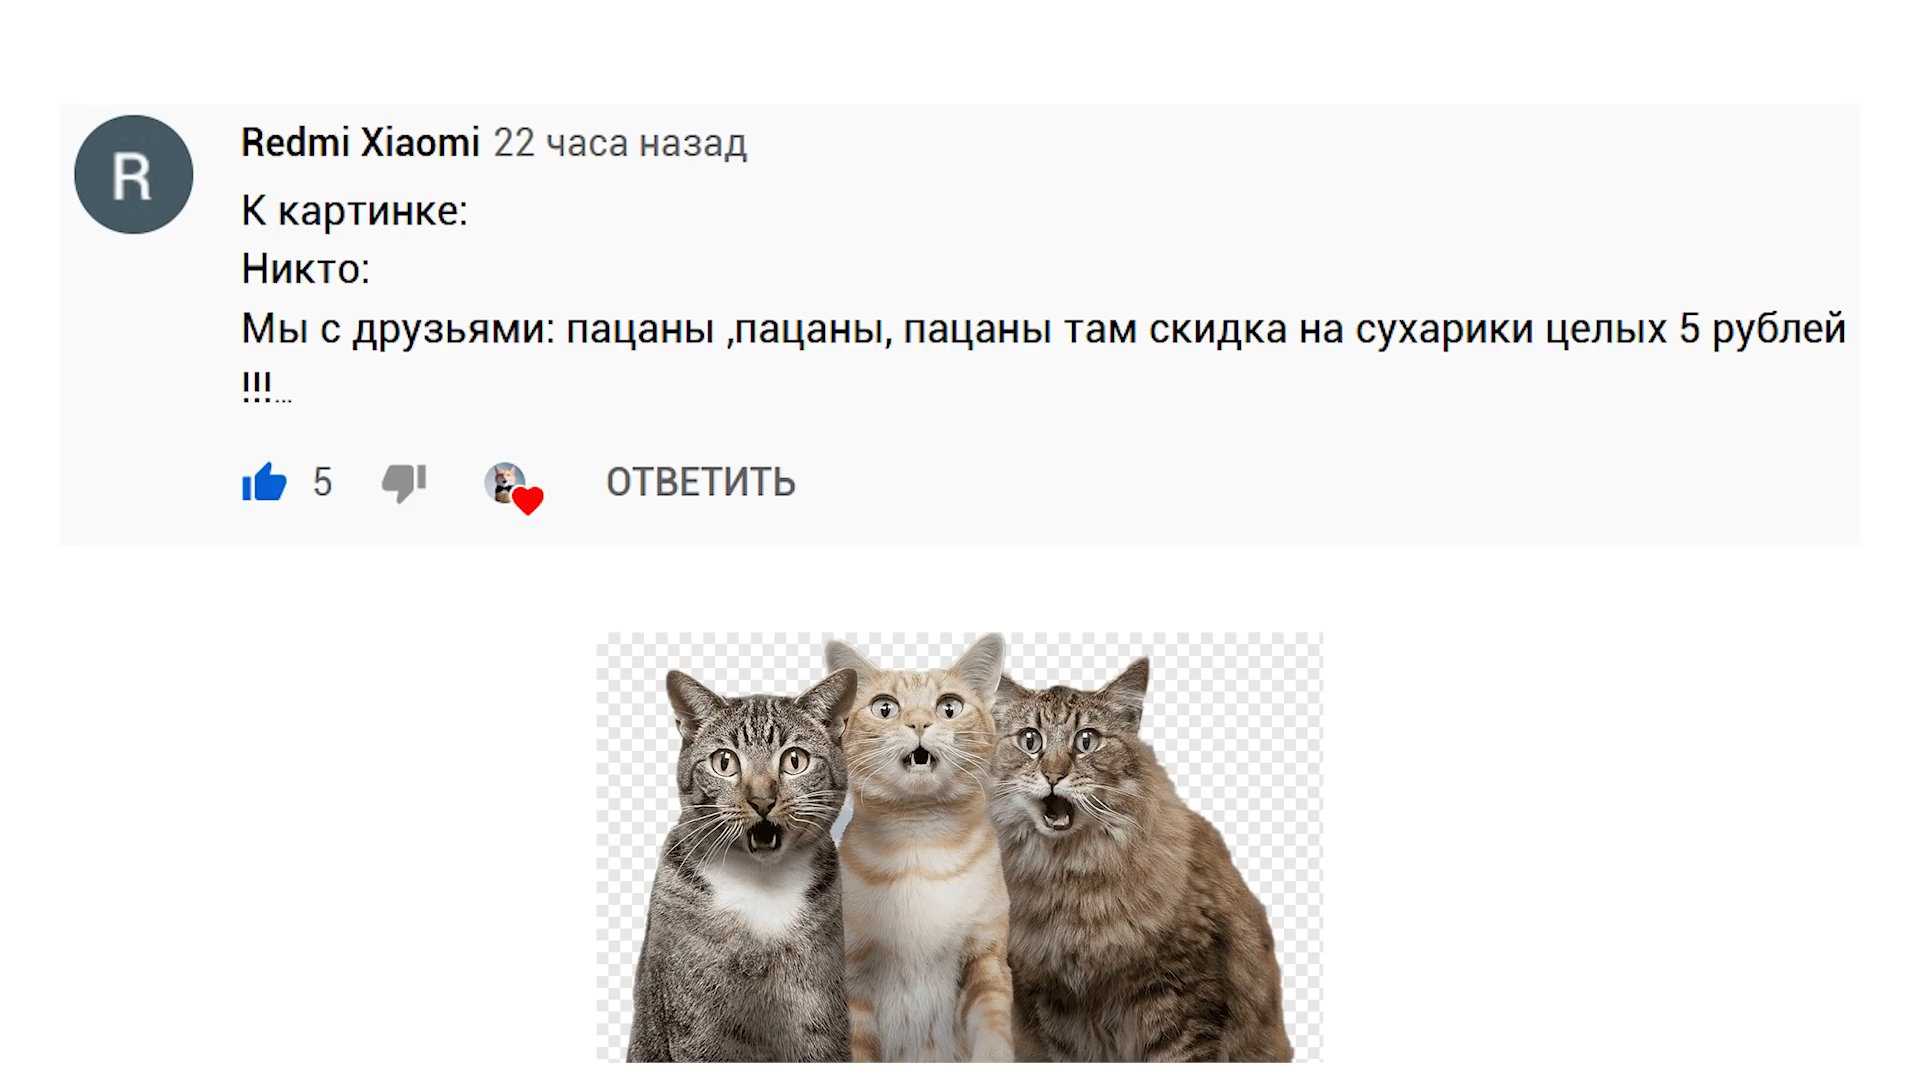 R
Redmi Xiaomi 22 часа назад
К картинке:
Никто:
Мы с друзьями: пацаны ,пацаны, пацаны там скидка на сухарики целых 5 рублей
!!!...
5 ОТВЕТИТЬ